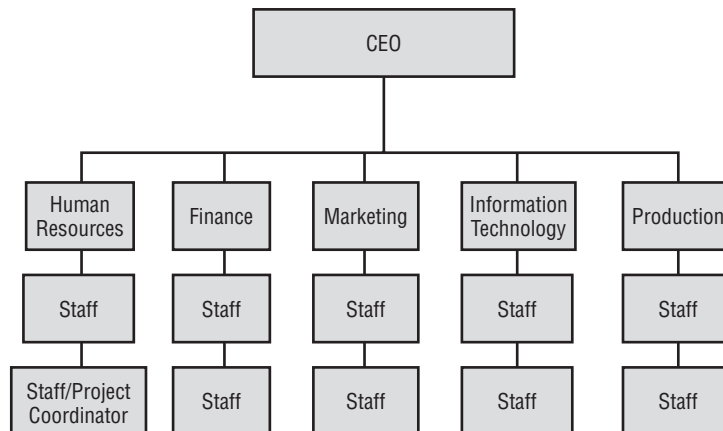 CEO
Human
Resources
Finance
Marketing
Information
Technology
Production
Staff
Staff
Staff
Staff
Staff
Staff/Project
Coordinator
Staff
Staff
Staff
Staff